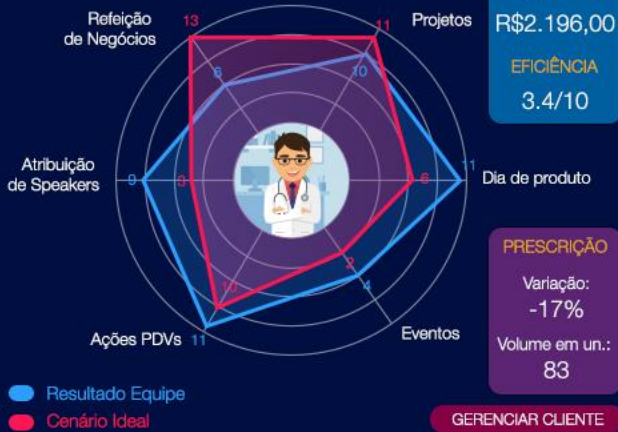 Refeição
de Negócios
13
11
Projetos
R$2.196,00
EFICIÊNCIA
3.4/10
6
10
Atribuição
de Speakers
9
3
6
11
Dia de produto
PRESCRIÇÃO
Variação:
-17%
Volume em un.:
83
10
2
4
Ações PDVs
11
Eventos
Resultado Equipe
Cenário Ideal
GERENCIAR CLIENTE